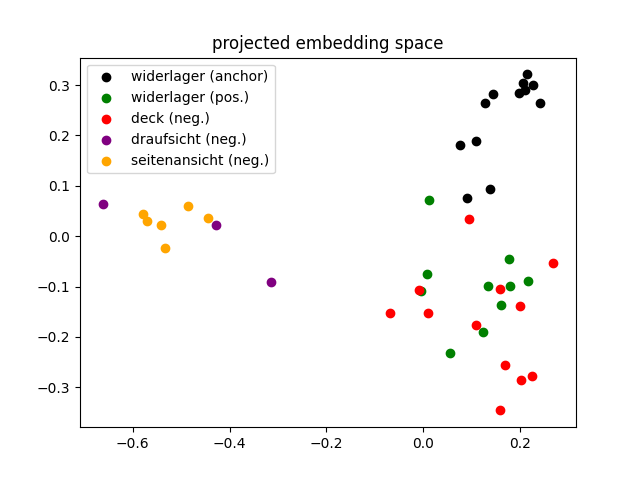 projected embedding space
widerlager (anchor)
widerlager (pos.)
deck (neg.)
draufsicht (neg.)
seitenansicht (neg.)
0.3
0.2
0.1
0.0
−0.1
−0.2
−0.3
−0.6
−0.4
−0.2
0.0
0.2